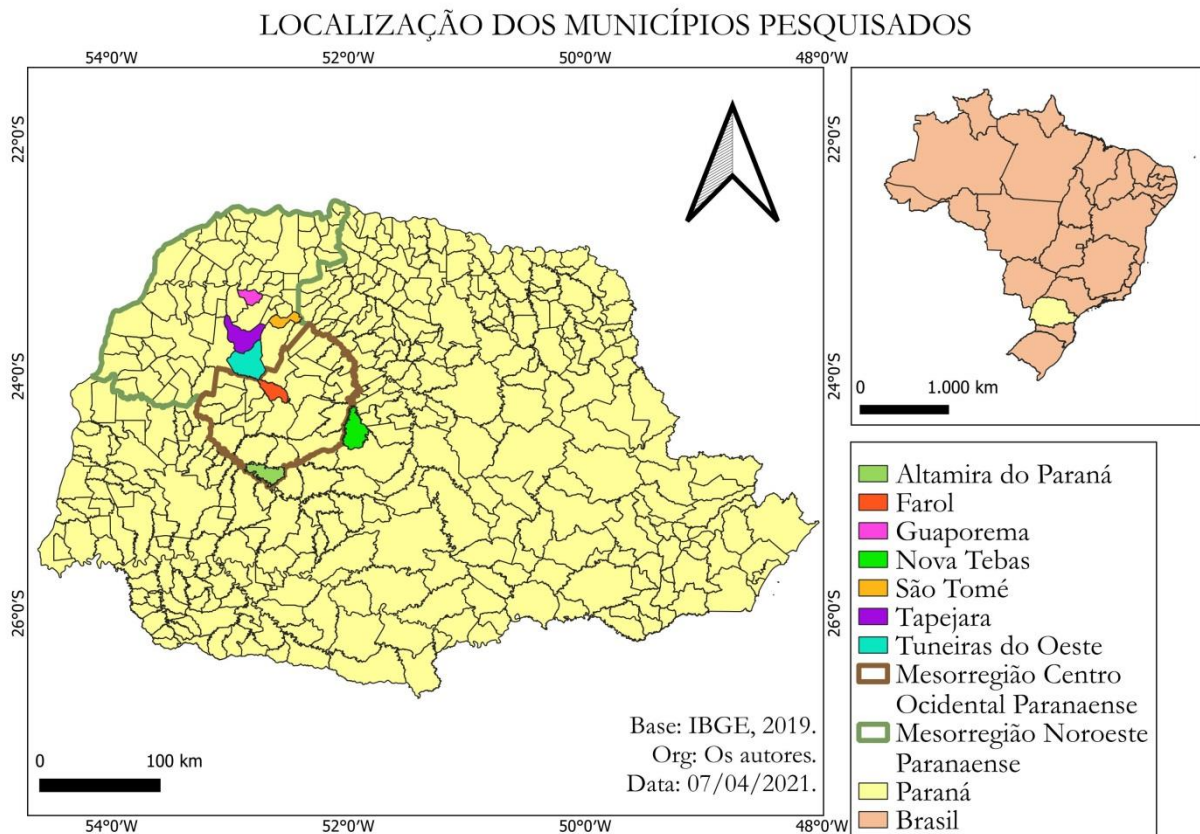 LOCALIZAÇÃO DOS MUNICÍPIOS PESQUISADOS
54°0'W 52°0'W 50°0'W 48°0'W
22°0'S
24°0'S
26°0'S
22°0'S
24°0'S
26°0'S
0 100 km
Base: IBGE, 2019.
Org: Os autores.
Data: 07/04/2021.
54°0'W 52°0'W 50°0'W 48°0'W
0 1.000 km
Altamira do Paraná
Farol
Guaporema
Nova Tebas
São Tomé
Tapejara
Tuneiras do Oeste
Mesorregião Centro
Ocidental Paranaense
Mesorregião Noroeste
Paranaense
Paraná
Brasil